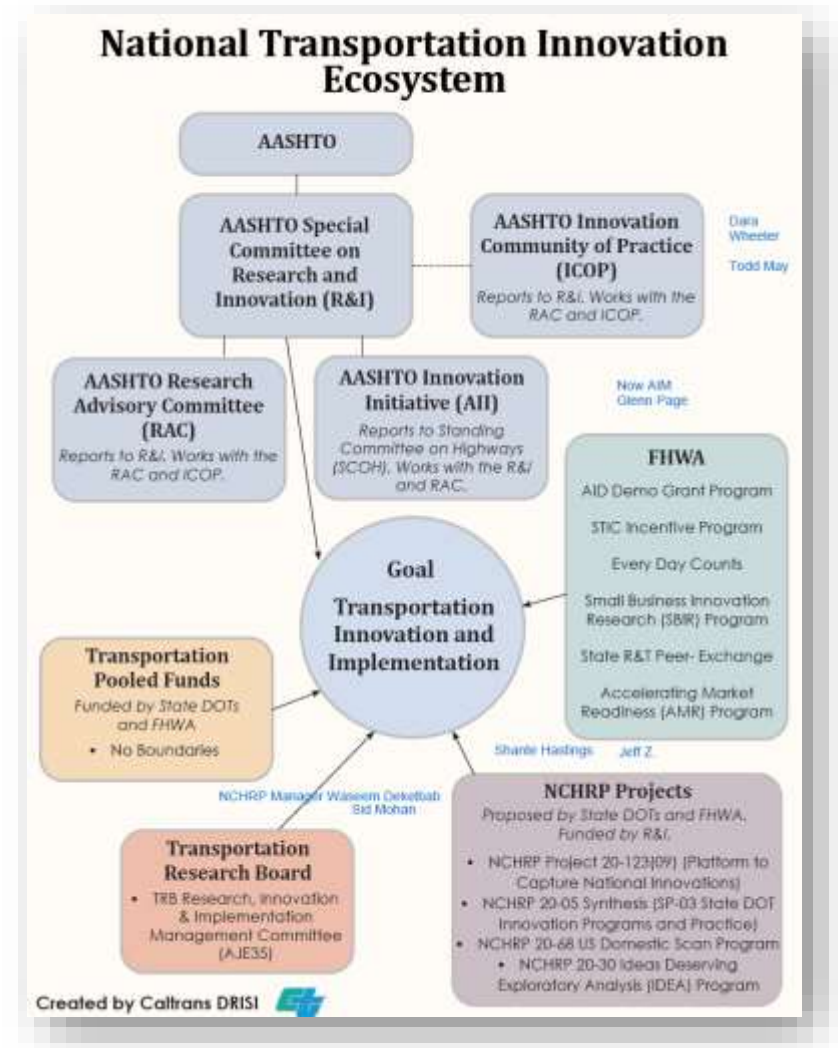 National Transportation Innovation
Ecosystem
AASHTO
AASHTO Special
Committee on
Research and
Innovation (R&I)
AASHTO Innovation
Community of Practice
(ICOP)
Reports to R&I. Works with the
RAC and ICOP.
Dara
Wheeler
Todd May
AASHTO Research
Advisory Committee
(RAC)
Reports to R&I. Works with the
RAC and ICOP.
AASHTO Innovation
Initiative (AII)
Reports to Standing
Committee on Highways
(SCOH). Works with the R&I
and RAC.
Now AIM
Glenn Page
FHWA
AID Demo Grant Program
STIC Incentive Program
Every Day Counts
Small Business Innovation
Research (SBIR) Program
State R&T Peer- Exchange
Accelerating Market
Readiness (AMR) Program
Goal
Transportation
Innovation and
Implementation
Transportation
Pooled Funds
Funded by State DOTs
and FHWA
• No Boundaries
Shante Hastings
Jeff Z.
NCHRP Manager Waseem Dekelbab
Sid Mohan
Transportation
Research Board
• TRB Research, Innovation
& Implementation
Management Committee
(AJE35)
NCHRP Projects
Proposed by State DOTs and FHWA.
Funded by R&I.
• NCHRP Project 20-123(09) (Platform to
Capture National Innovations)
• NCHRP 20-05 Synthesis (SP-03 State DOT
Innovation Programs and Practice)
• NCHRP 20-68 US Domestic Scan Program
• NCHRP 20-30 Ideas Deserving
Exploratory Analysis (IDEA) Program
Created by Caltrans DRISI